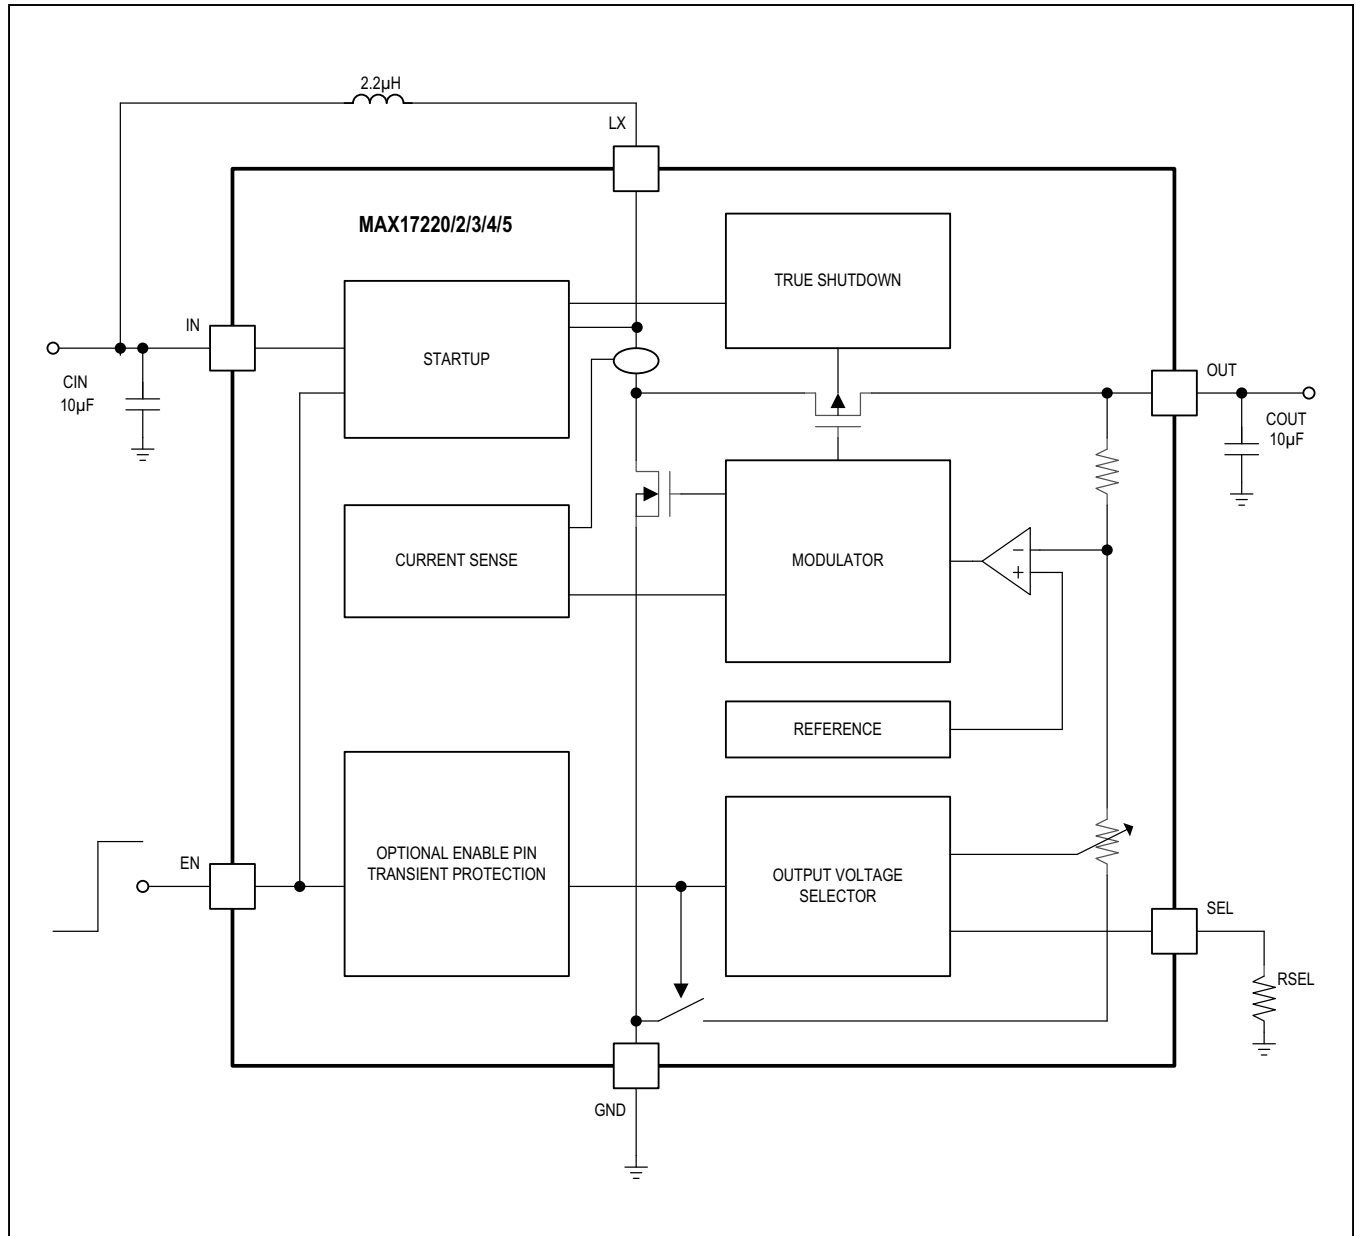 2.2µH
LX
MAX17220/2/3/4/5
TRUE SHUTDOWN
IN
STARTUP
CIN
10µF
OUT
COUT
10µF
CURRENT SENSE
MODULATOR
−
+
REFERENCE
EN
OPTIONAL ENABLE PIN
TRANSIENT PROTECTION
OUTPUT VOLTAGE
SELECTOR
SEL
RSEL
GND